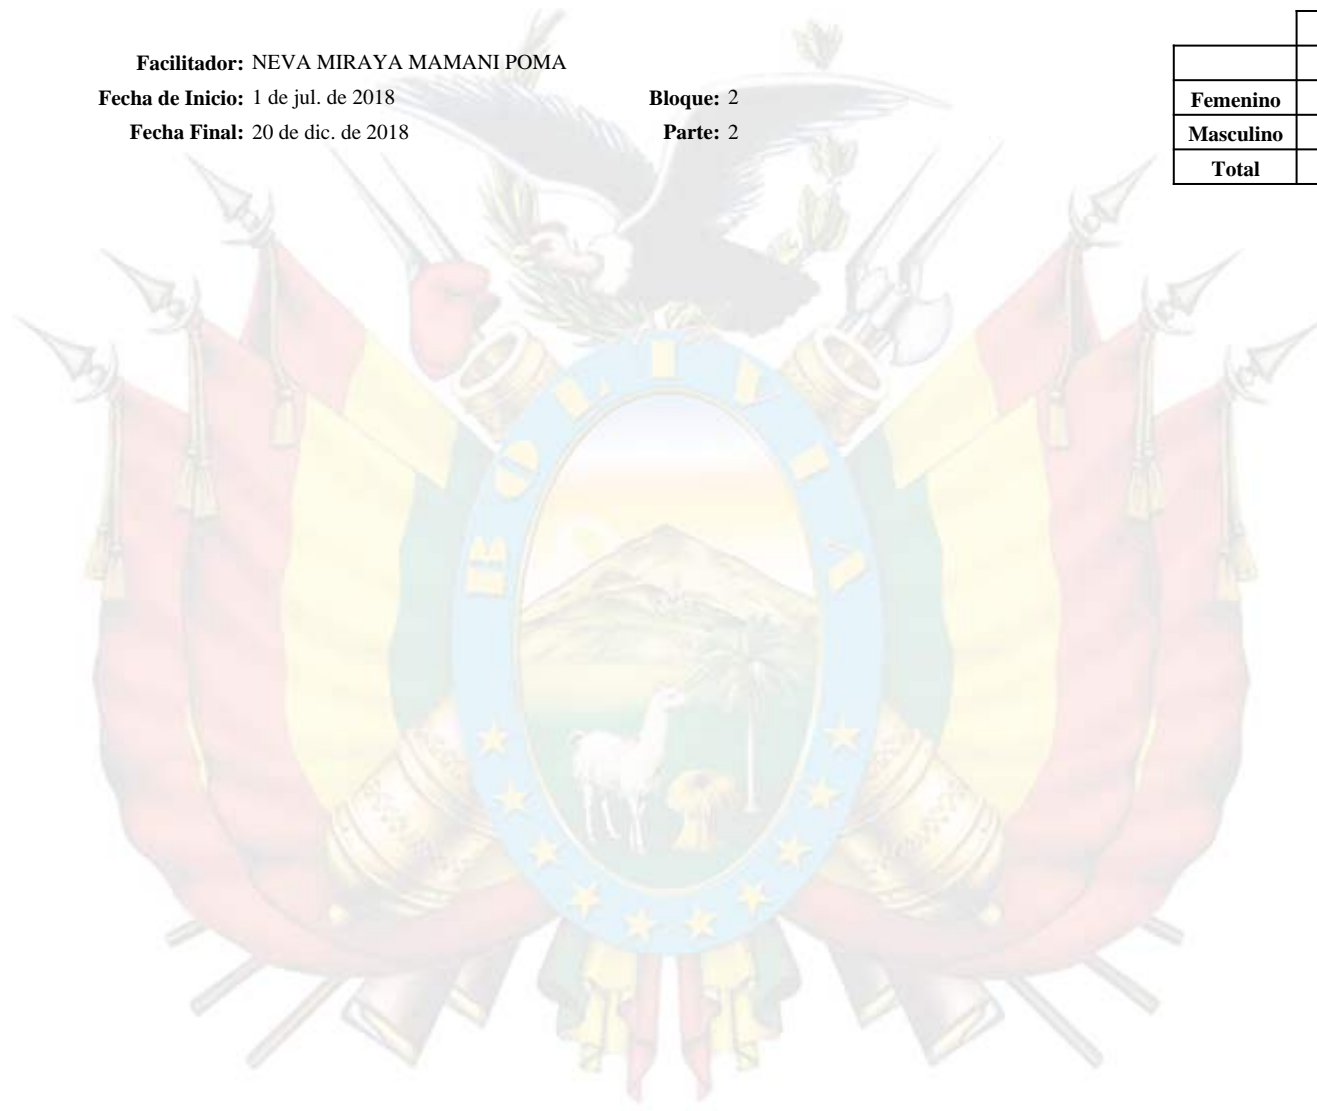 Facilitador: NEVA MIRAYA MAMANI POMA
Fecha de Inicio: 1 de jul. de 2018 Bloque: 2
Fecha Final: 20 de dic. de 2018 Parte: 2
Femenino
Masculino
Total
BOLIVIA